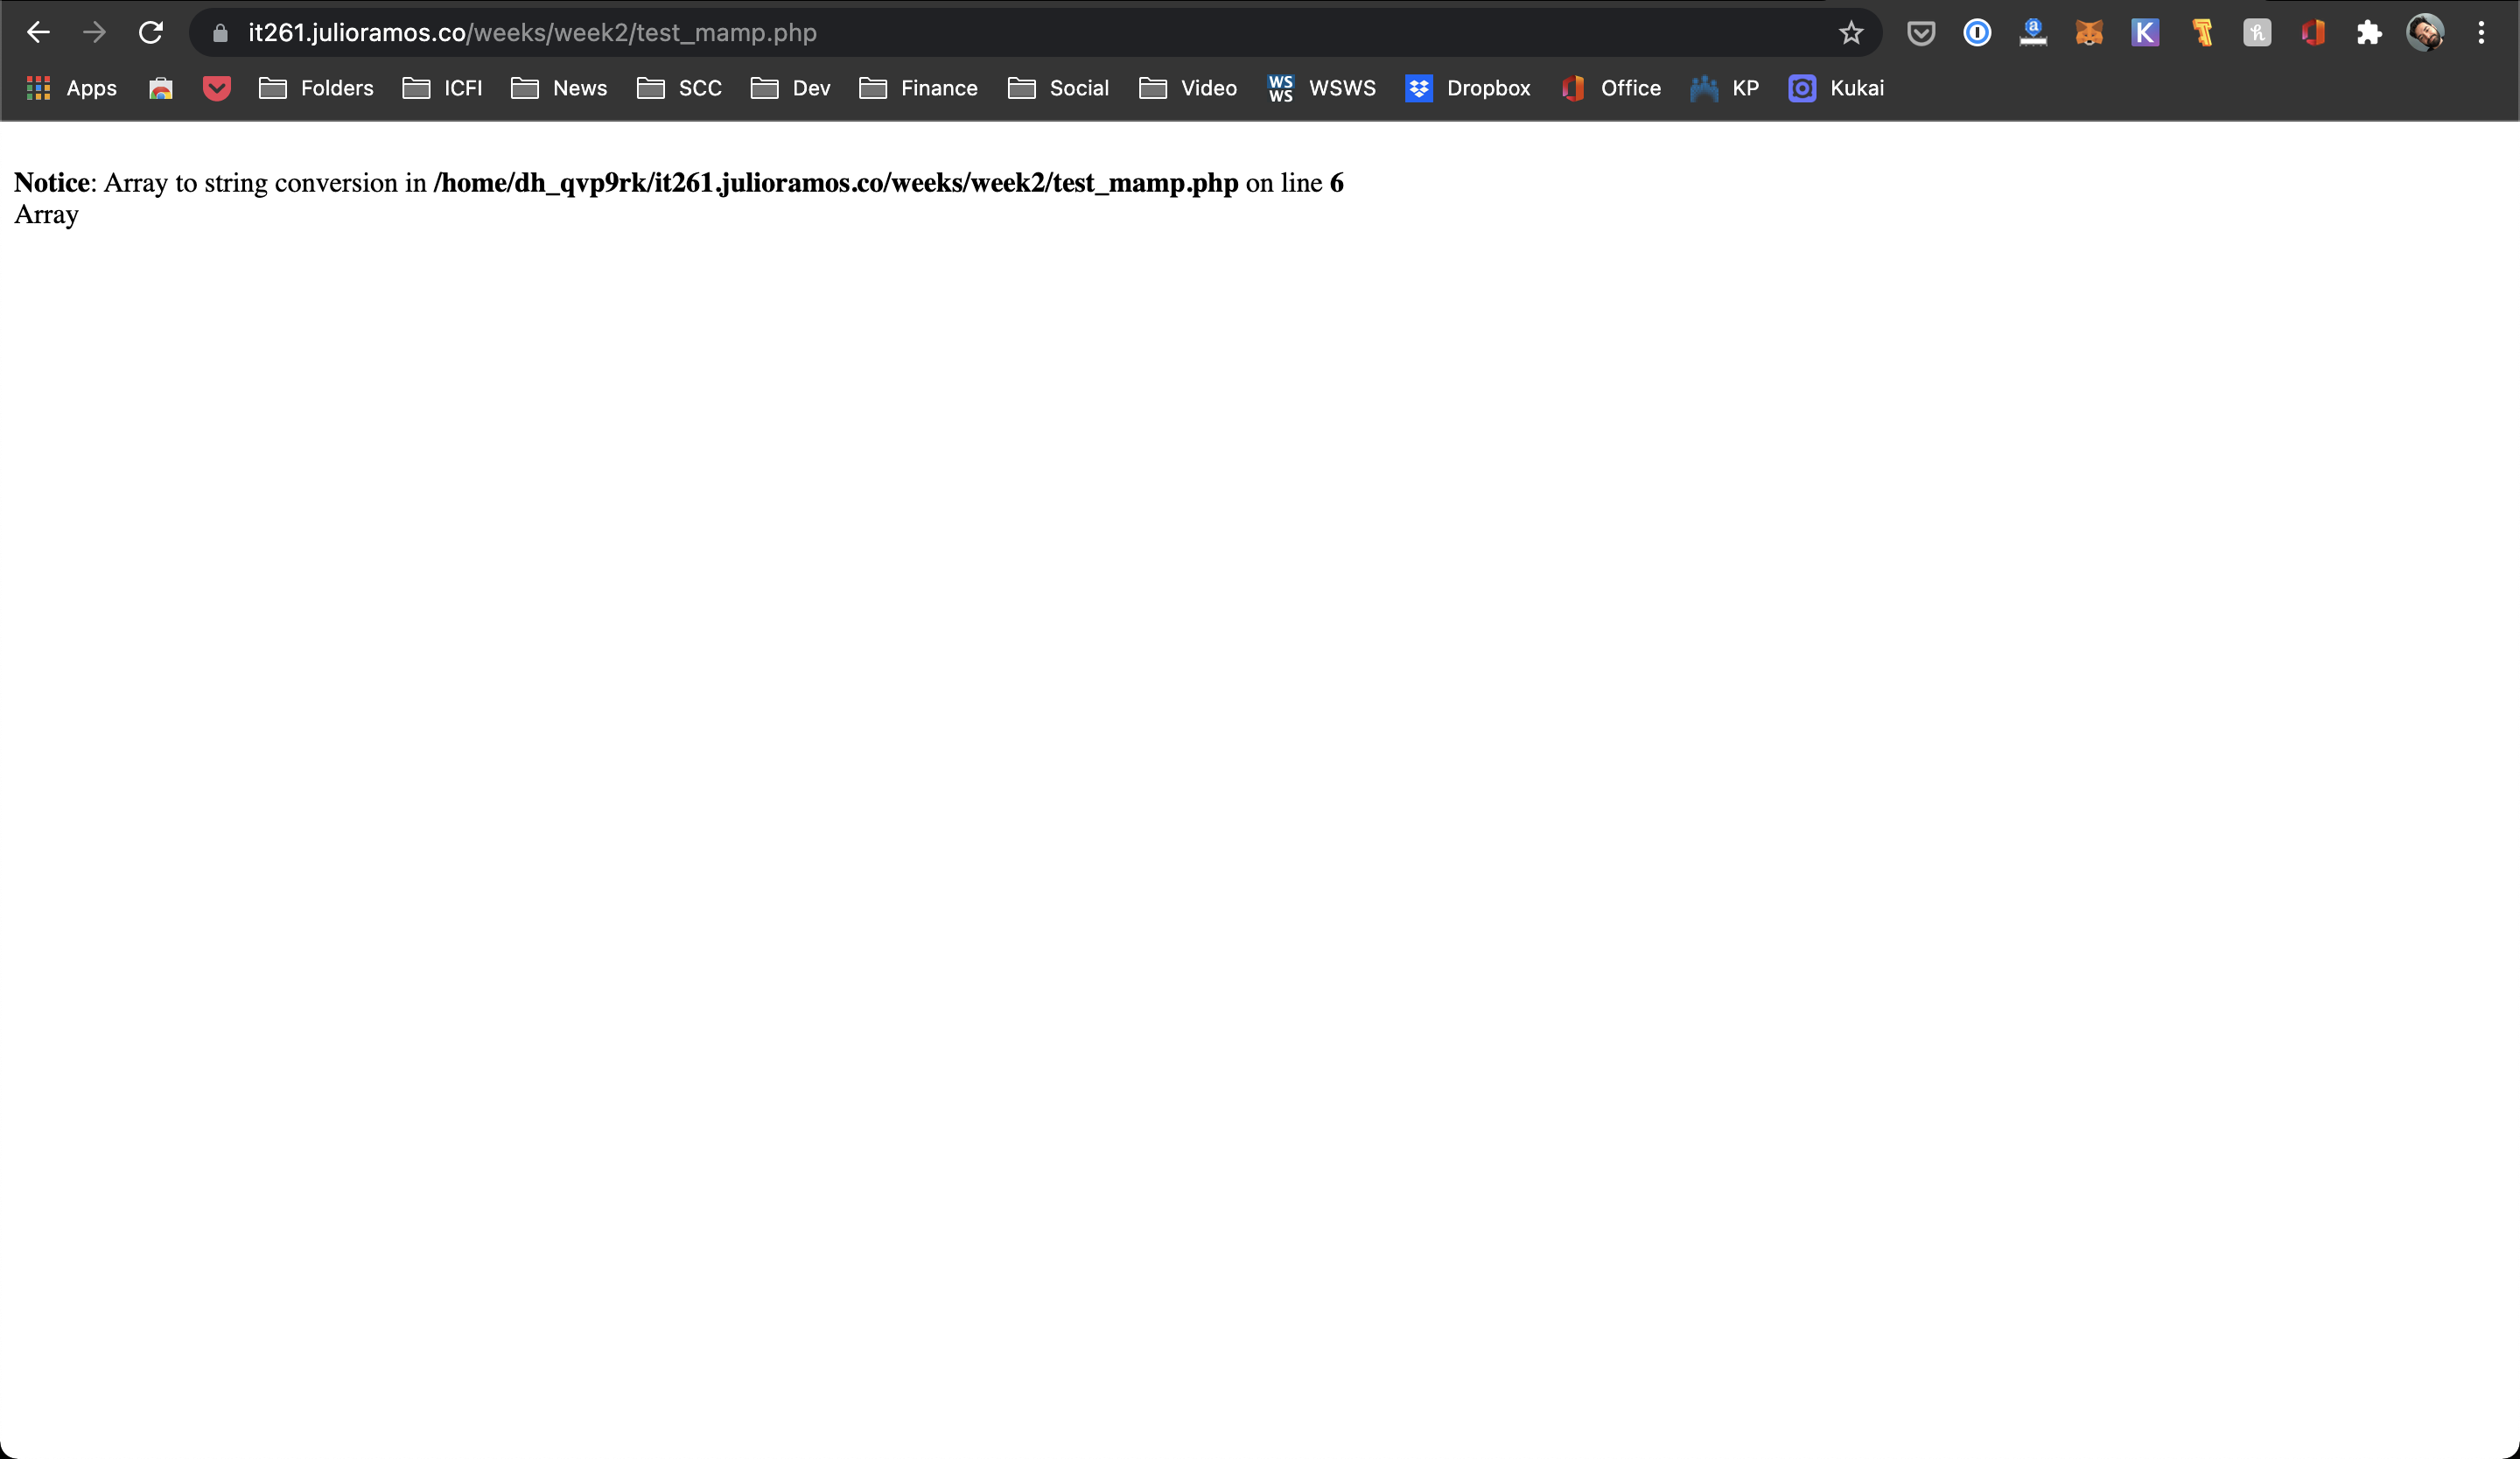 it261.julioramos.co/weeks/week2/test_mamp.php
Apps Folders ICFI News SCC Dev Finance Social Video WS WS WSWS Dropbox Office KP Kukai
Notice: Array to string conversion in /home/dh_qvp9rk/it261.julioramos.co/weeks/week2/test_mamp.php on line 6
Array